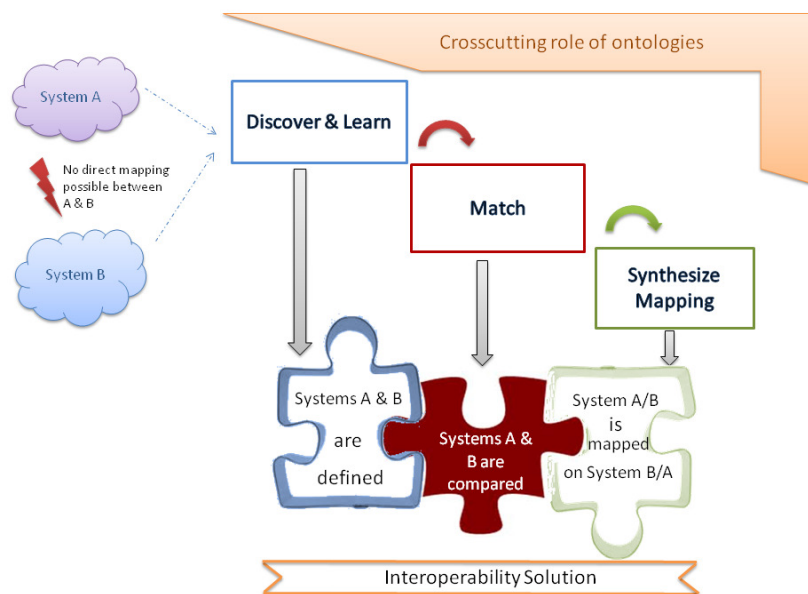 Crosscutting role of ontologies
System A
Discover & Learn
No direct mapping
possible between
A & B
Match
System B
Synthesize
Mapping
Systems A & B
are
defined
Systems A &
B are
compared
System A/B
is
mapped
on System B/A
Interoperability Solution